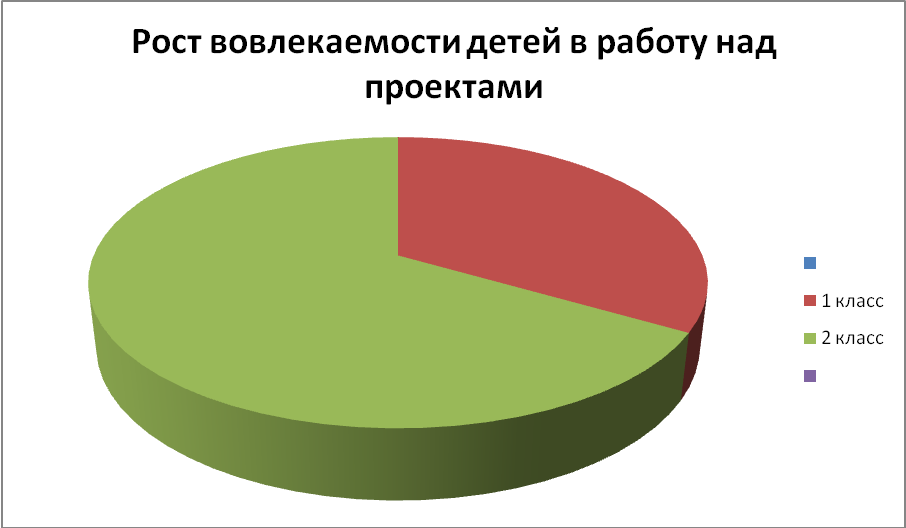 Рост вовлекаемости детей в работу над
проектами
1 класс
2 класс